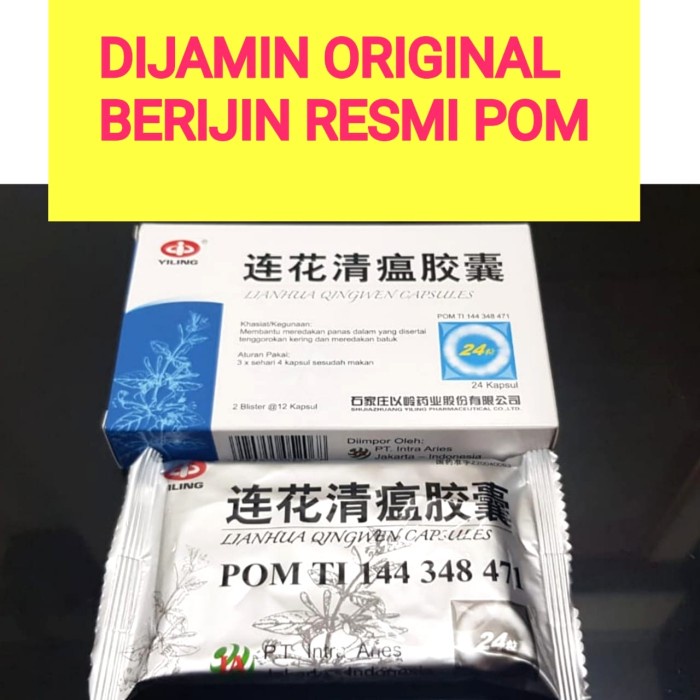 DIJAMIN ORIGINAL
BERIJIN RESMI POM
YILING
连花清瘟胶囊
LIANHUA QINGWEN CAPSULES
POM TI 144 348 471
Khasiat/Kegunaan:
Membantu meredakan panas dalam yang disertai
tenggorokan kering dan meredakan batuk
Aturan Pakai:
3 x sehari 4 kapsul sesudah makan
24粒
24 Kapsul
2 Blister @12 Kapsul
石家庄以岭药业股份有限公司
SHIJIAZHUANG YILING PHARMACEUTICAL CO.,LTD.
Diimpor Oleh:
PT. Intra Aries
Jakarta – Indonesia
YILING
连花清瘟胶囊
LIANHUA QINGWEN CAPSULES
POM TI 144 348 471
24粒
P.T. Intra Aries
Jakarta-Indonesia